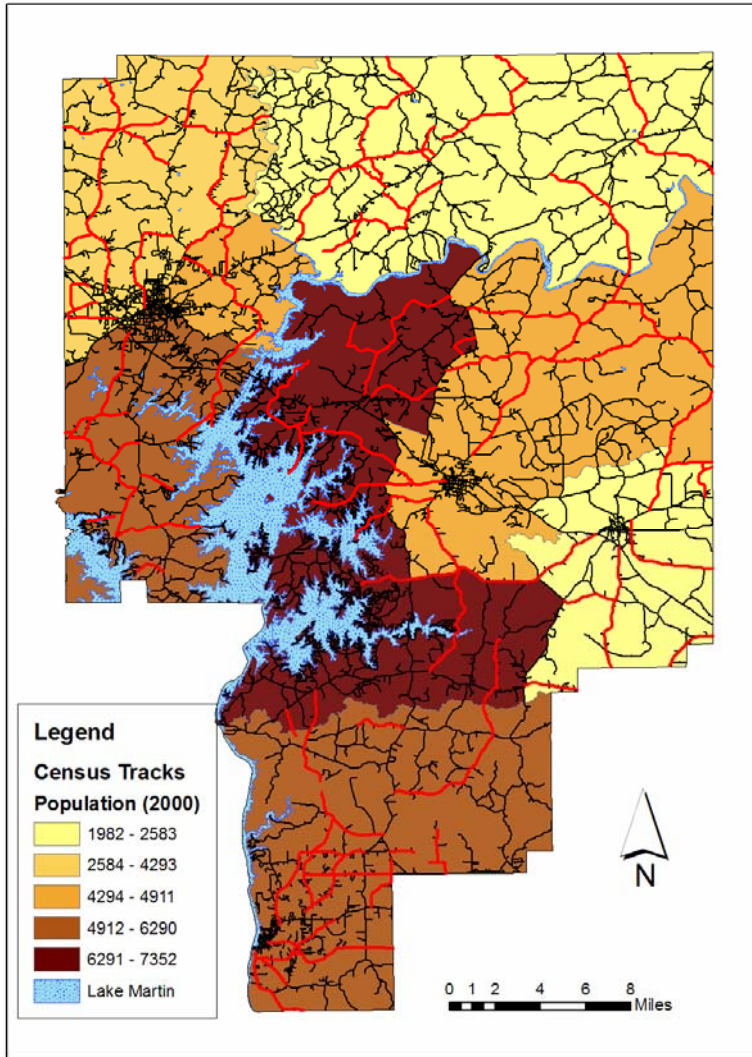 Legend
Census Tracks
Population (2000)
1982 - 2583
2584 - 4293
4294 - 4911
4912 - 6290
6291 - 7352
Lake Martin
N
0 1 2 4 6 8
Miles